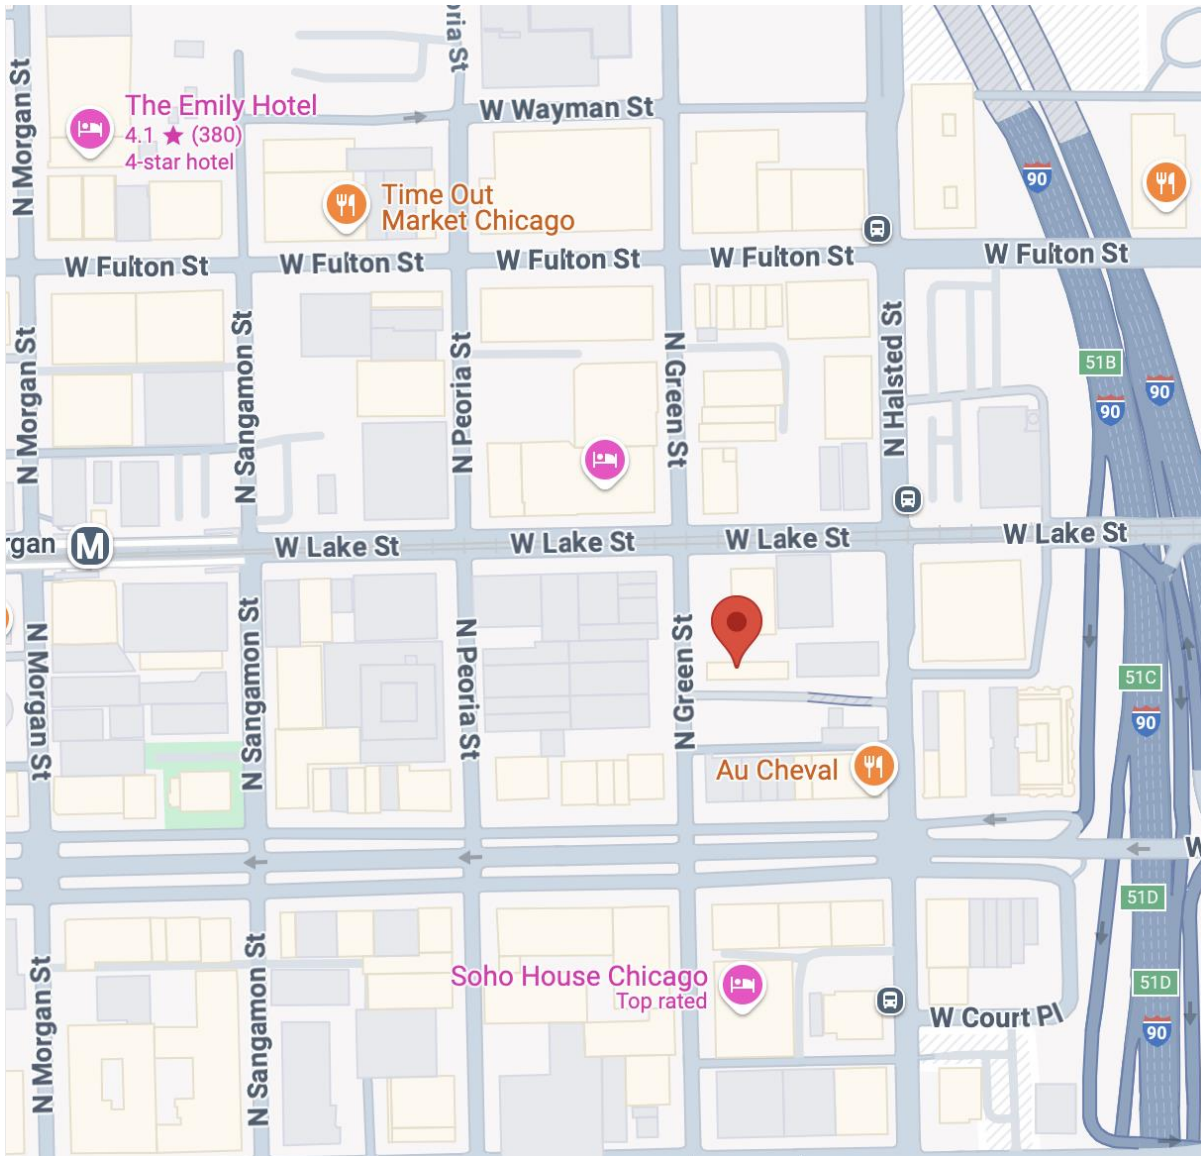 N Morgan St
oria St
W Wayman St
The Emily Hotel
4.1 ★ (380)
4-star hotel
90
Time Out
Market Chicago
W Fulton St
W Fulton St
W Fulton St
W Fulton St
W Fulton St
N Morgan St
N Sangamon St
N Peoria St
N Green St
N Halsted St
51B
90
90
rgan
M
W Lake St
W Lake St
W Lake St
W Lake St
N Morgan St
N Sangamon St
N Peoria St
N Green St
51C
90
Au Cheval
W
51D
N Morgan St
N Sangamon St
Soho House Chicago
Top rated
51D
W Court Pl
90